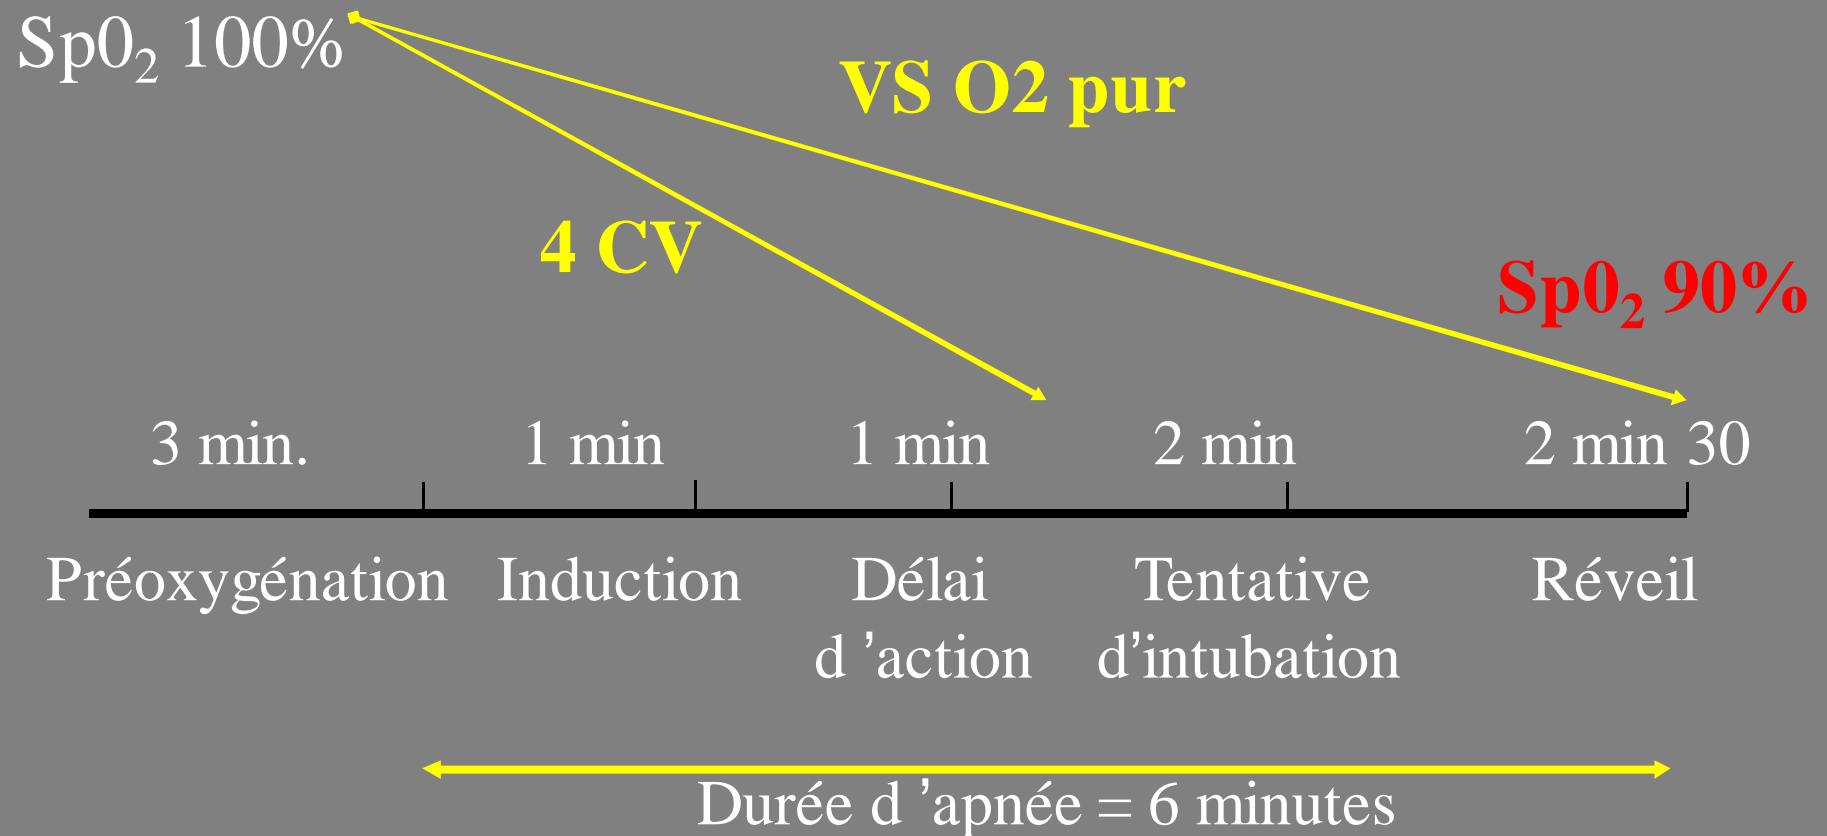 Sp0₂ 100%
VS O2 pur
4 CV
Sp0₂ 90%
3 min. 1 min 1 min 2 min 2 min 30
Préoxygénation Induction Délai Tentative Réveil
d ’action d’intubation
Durée d ’apnée = 6 minutes